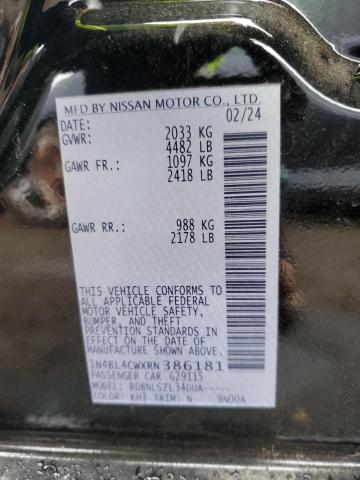 MFD BY NISSAN MOTOR CO., LTD.
DATE: 02/24
GVWR: 2033 KG
4482 LB
GAWR FR.: 1097 KG
2418 LB
GAWR RR.: 988 KG
2178 LB
THIS VEHICLE CONFORMS TO
ALL APPLICABLE FEDERAL
MOTOR VEHICLE SAFETY,
BUMPER, AND THEFT
PREVENTION STANDARDS IN
EFFECT ON THE DATE OF
MANUFACTURE SHOWN ABOVE.
1N4BL4CWXRN386181
PASSENGER CAR G29115
MODEL: BDBNLSZL34DUA-----
COLOR: KH3 TRIM: N 9N00A